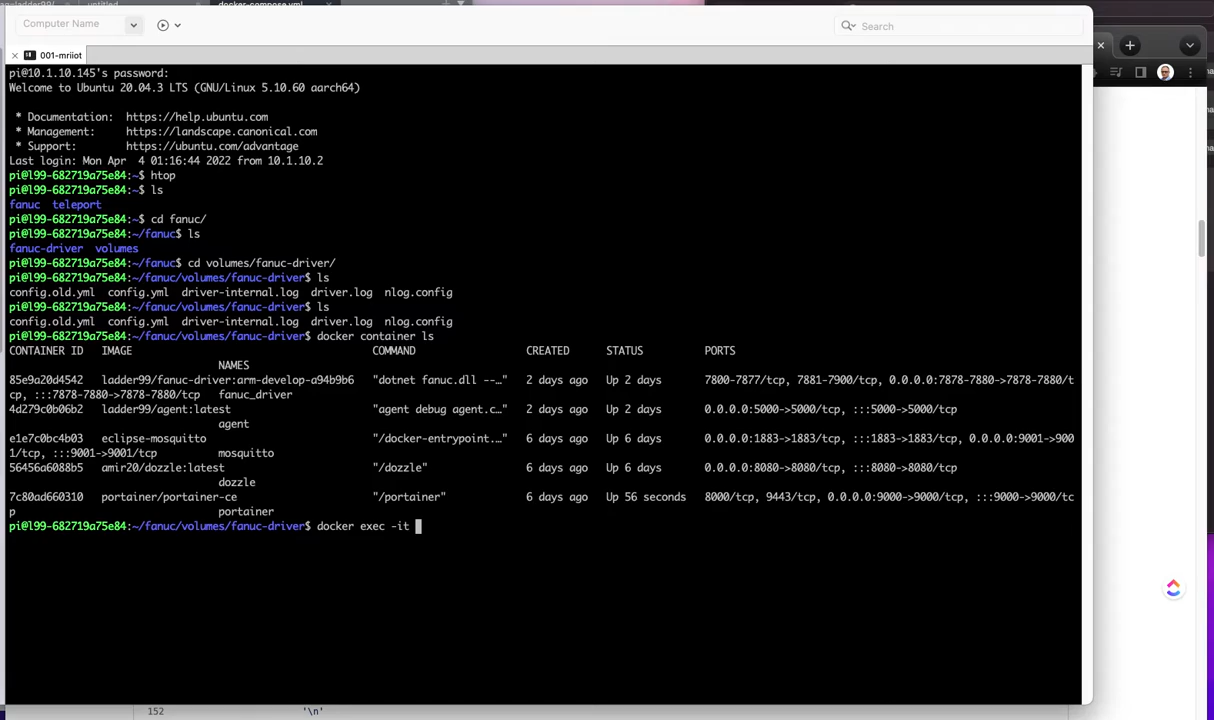 untitled
docker-compose.yml
Computer Name
Search
001-mriiot
pi@10.1.10.145's password:
Welcome to Ubuntu 20.04.3 LTS (GNU/Linux 5.10.60 aarch64)
* Documentation: https://help.ubuntu.com
* Management: https://landscape.canonical.com
* Support: https://ubuntu.com/advantage
Last login: Mon Apr 4 01:16:44 2022 from 10.1.10.2
pi@l99-682719a75e84:~$ htop
pi@l99-682719a75e84:~$ ls
fanuc teleport
pi@l99-682719a75e84:~$ cd fanuc/
pi@l99-682719a75e84:~/fanuc$ ls
fanuc-driver volumes
pi@l99-682719a75e84:~/fanuc$ cd volumes/fanuc-driver/
pi@l99-682719a75e84:~/fanuc/volumes/fanuc-driver$ ls
config.old.yml config.yml driver-internal.log driver.log nlog.config
pi@l99-682719a75e84:~/fanuc/volumes/fanuc-driver$ ls
config.old.yml config.yml driver-internal.log driver.log nlog.config
pi@l99-682719a75e84:~/fanuc/volumes/fanuc-driver$ docker container ls
CONTAINER ID IMAGE COMMAND CREATED STATUS PORTS
NAMES
85e9a20d4542 ladder99/fanuc-driver:arm-develop-a94b9b6 "dotnet fanuc.dll --…" 2 days ago Up 2 days 7800-7877/tcp, 7881-7900/tcp, 0.0.0.0:7878-7880->7878-7880/t
cp, :::7878-7880->7878-7880/tcp fanuc_driver
4d279c0b06b2 ladder99/agent:latest "agent debug agent.c…" 2 days ago Up 2 days 0.0.0.0:5000->5000/tcp, :::5000->5000/tcp
agent
e1e7c0bc4b03 eclipse-mosquitto "/docker-entrypoint.…" 6 days ago Up 6 days 0.0.0.0:1883->1883/tcp, :::1883->1883/tcp, 0.0.0.0:9001->900
1/tcp, :::9001->9001/tcp mosquitto
56456a6088b5 amir20/dozzle:latest "/dozzle" 6 days ago Up 6 days 0.0.0.0:8080->8080/tcp, :::8080->8080/tcp
dozzle
7c80ad660310 portainer/portainer-ce "/portainer" 6 days ago Up 56 seconds 8000/tcp, 9443/tcp, 0.0.0.0:9000->9000/tcp, :::9000->9000/tc
p portainer
pi@l99-682719a75e84:~/fanuc/volumes/fanuc-driver$ docker exec -it
152 '\n'